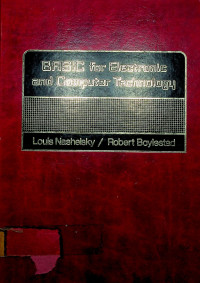 BASIC for Electronic
and Computer Technology
Louis Nashelsky / Robert Boylestad